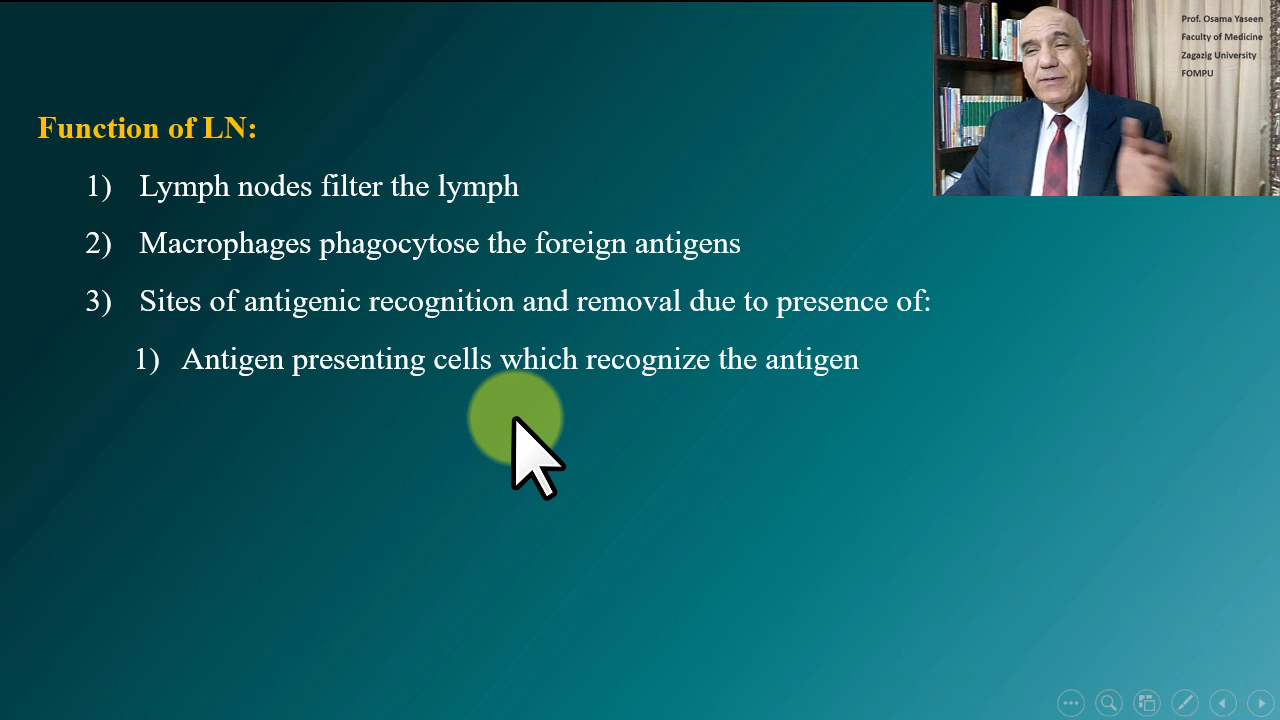 Prof. Osama Yaseen
Faculty of Medicine
Zagazig University
FOMPU
Function of LN:
1) Lymph nodes filter the lymph
2) Macrophages phagocytose the foreign antigens
3) Sites of antigenic recognition and removal due to presence of:
1) Antigen presenting cells which recognize the antigen